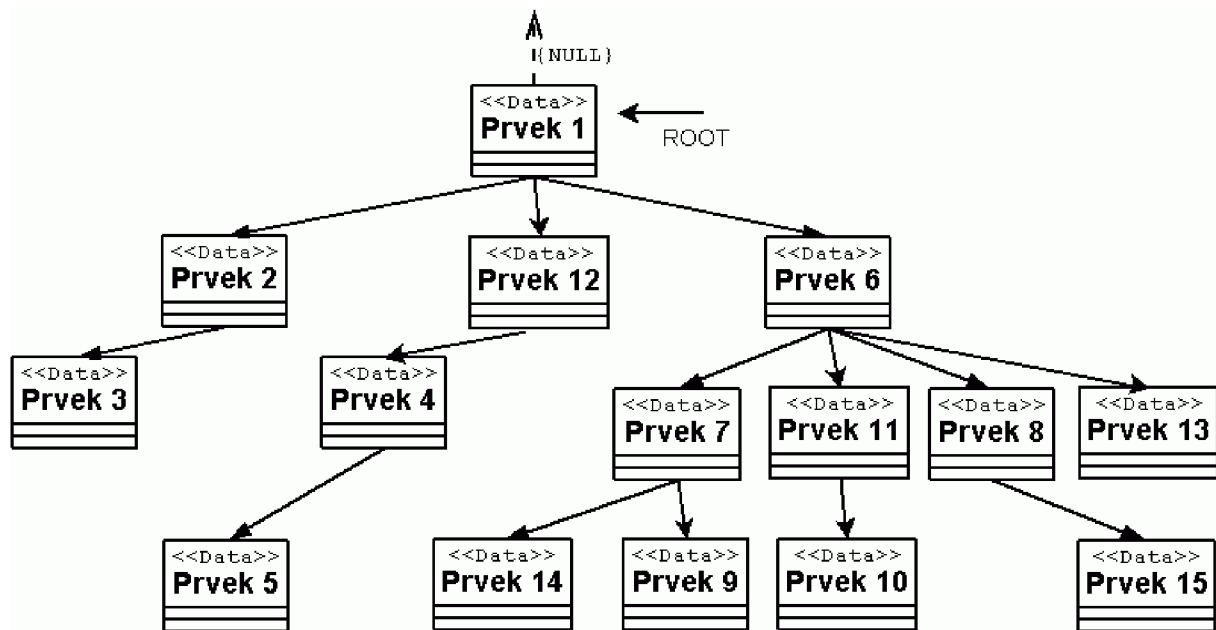 {NULL}
<<Data>>
Prvek 1
ROOT
<<Data>>
Prvek 2
<<Data>>
Prvek 12
<<Data>>
Prvek 6
<<Data>>
Prvek 3
<<Data>>
Prvek 4
<<Data>>
Prvek 7
<<Data>>
Prvek 11
<<Data>>
Prvek 8
<<Data>>
Prvek 13
<<Data>>
Prvek 5
<<Data>>
Prvek 14
<<Data>>
Prvek 9
<<Data>>
Prvek 10
<<Data>>
Prvek 15